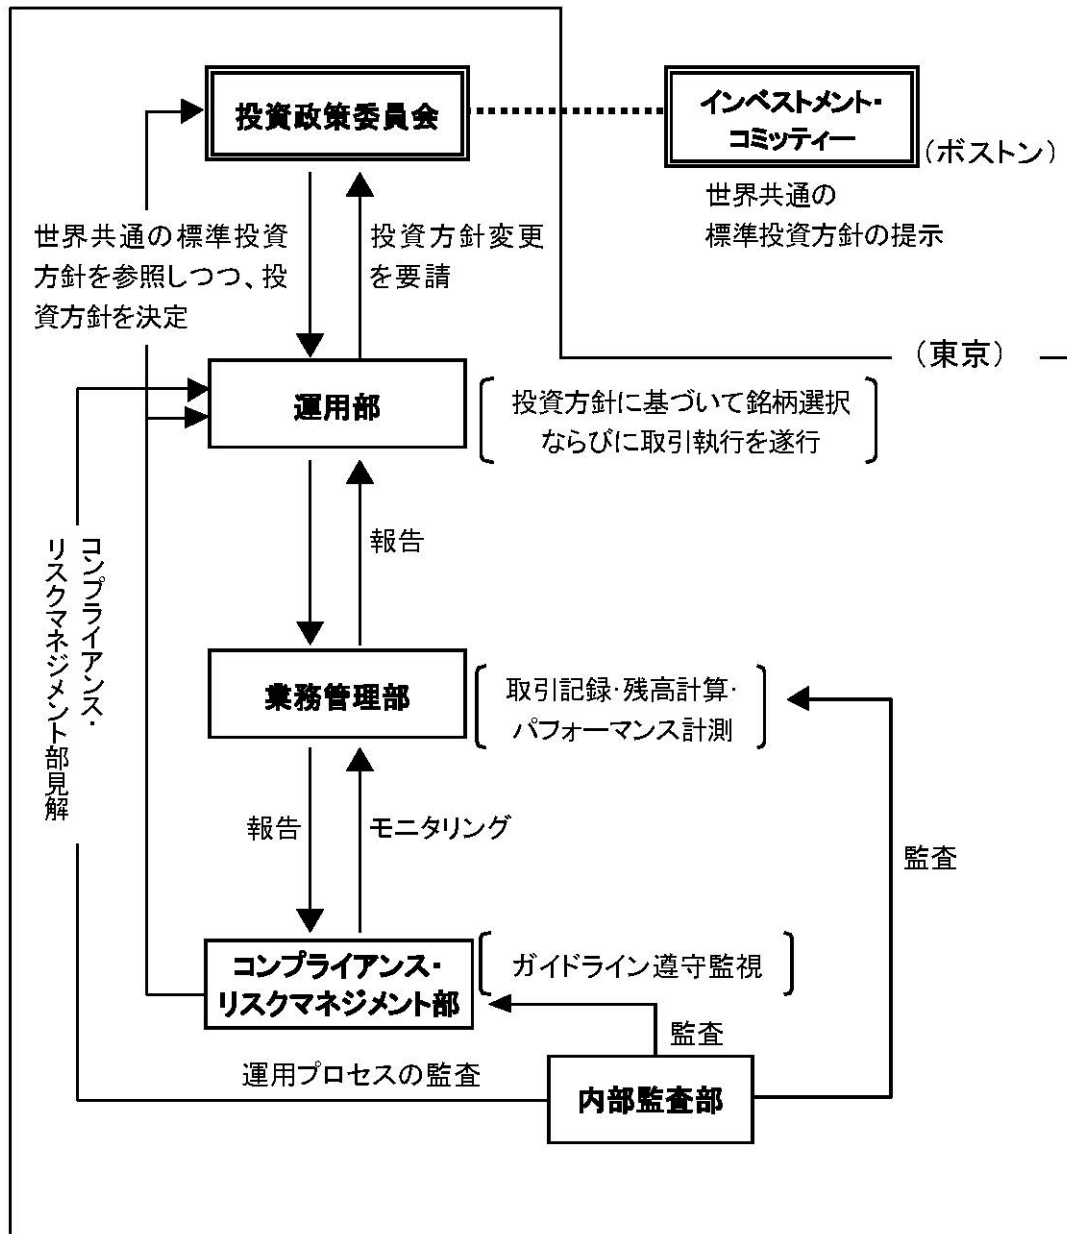 投資政策委員会
インベストメント・
コミッティー
(ボストン)
世界共通の
標準投資方針の提示
世界共通の標準投資
方針を参照しつつ、投
資方針を決定
投資方針変更
を要請
(東京)
運用部
投資方針に基づいて銘柄選択
ならびに取引執行を遂行
コンプライアンス・
リスクマネジメント部見解
報告
業務管理部
取引記録・残高計算・
パフォーマンス計測
報告
モニタリング
監査
コンプライアンス・
リスクマネジメント部
ガイドライン遵守監視
監査
運用プロセスの監査
内部監査部